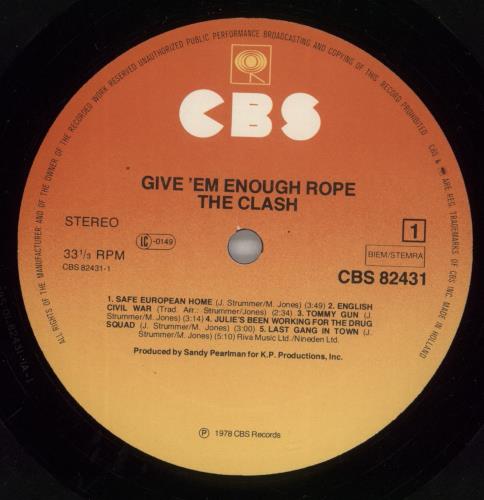 ALL RIGHTS OF THE MANUFACTURER AND OF THE OWNER OF THE RECORDED WORK RESERVED UNAUTHORIZED PUBLIC PERFORMANCE BROADCASTING AND COPYING OF THIS RECORD PROHIBITED
CBS & ARE REG. TRADEMARKS OF CBS INC. MADE IN HOLLAND
CBS
GIVE 'EM ENOUGH ROPE
THE CLASH
STEREO
LC -0149
1
33 1/3 RPM
BIEM/STEMRA
CBS 82431-1
CBS 82431
1. SAFE EUROPEAN HOME (J. Strummer/M. Jones) (3:49) 2. ENGLISH
CIVIL WAR (Trad. Arr.: Strummer/Jones) (2:34) 3. TOMMY GUN (J.
Strummer/M. Jones) (3:14) 4. JULIE'S BEEN WORKING FOR THE DRUG
SQUAD (J. Strummer/M. Jones) (3:00) 5. LAST GANG IN TOWN (J.
Strummer/M. Jones) (5:10) Riva Music Ltd./Nineden Ltd.
Produced by Sandy Pearlman for K.P. Productions, Inc.
℗ 1978 CBS Records